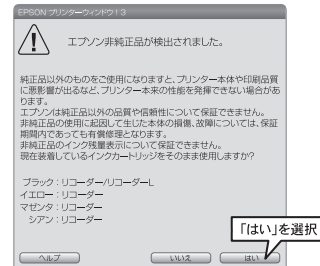 EPSON プリンターウィンドウ!3
エプソン非純正品が検出されました。
純正品以外のものをご使用になりますと、プリンター本体や印刷品質
に悪影響が出るなど、プリンター本来の性能を発揮できない場合があ
ります。
エプソンは純正品以外の品質や信頼性について保証できません。
非純正品の使用に起因して生じた本体の損傷、故障については、保証
期間内であっても有償修理となります。
非純正品のインク残量表示について保証できません。
現在装着しているインクカートリッジをそのまま使用しますか?
ブラック:リコーダー/リコーダーL
イエロー:リコーダー
マゼンタ:リコーダー
シアン:リコーダー
「はい」を選択
ヘルプ いいえ はい